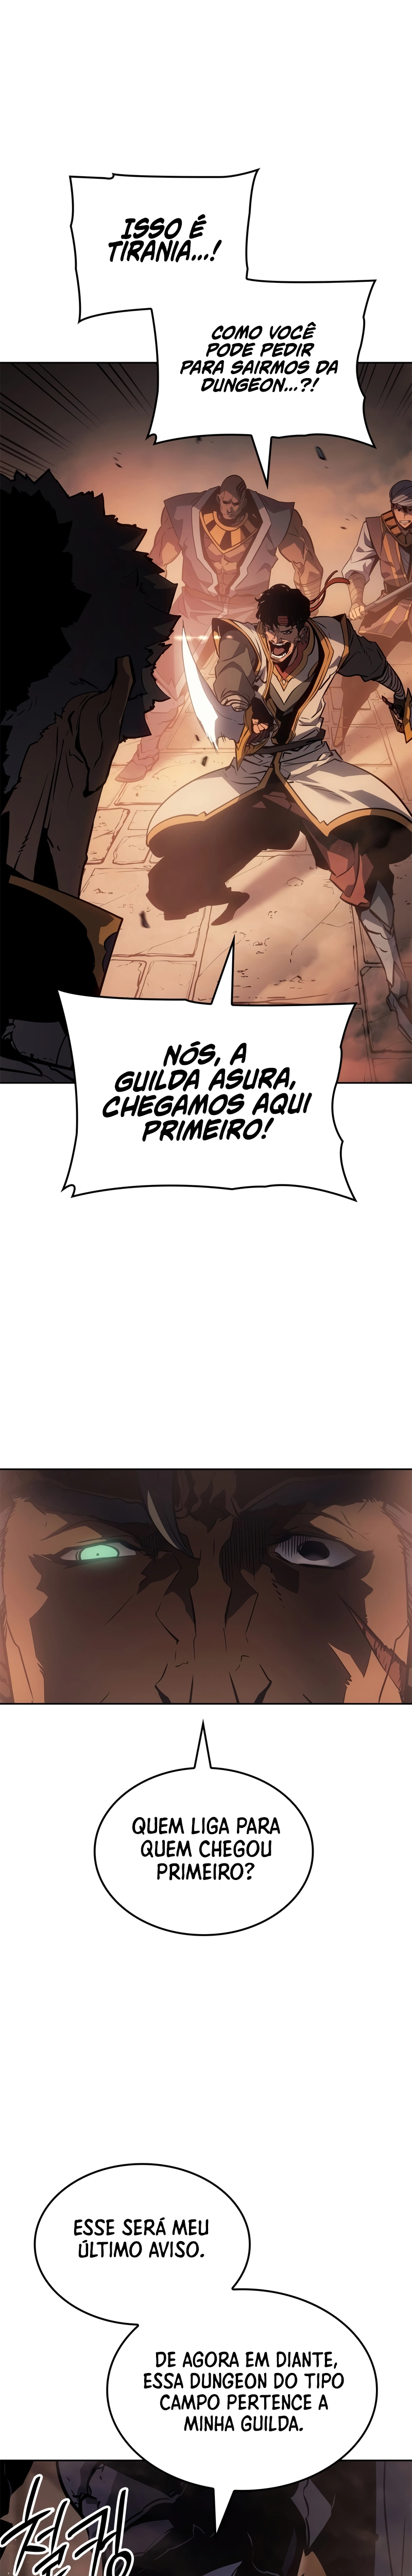 ISSO É
TIRANIA...!
COMO VOCÊ
PODE PEDIR
PARA SAIRMOS DA
DUNGEON...?!
NÓS, A
GUILDA ASURA,
CHEGAMOS AQUI
PRIMEIRO!
QUEM LIGA PARA
QUEM CHEGOU
PRIMEIRO?
ESSE SERÁ MEU
ÚLTIMO AVISO.
DE AGORA EM DIANTE,
ESSA DUNGEON DO TIPO
CAMPO PERTENCE A
MINHA GUILDA.